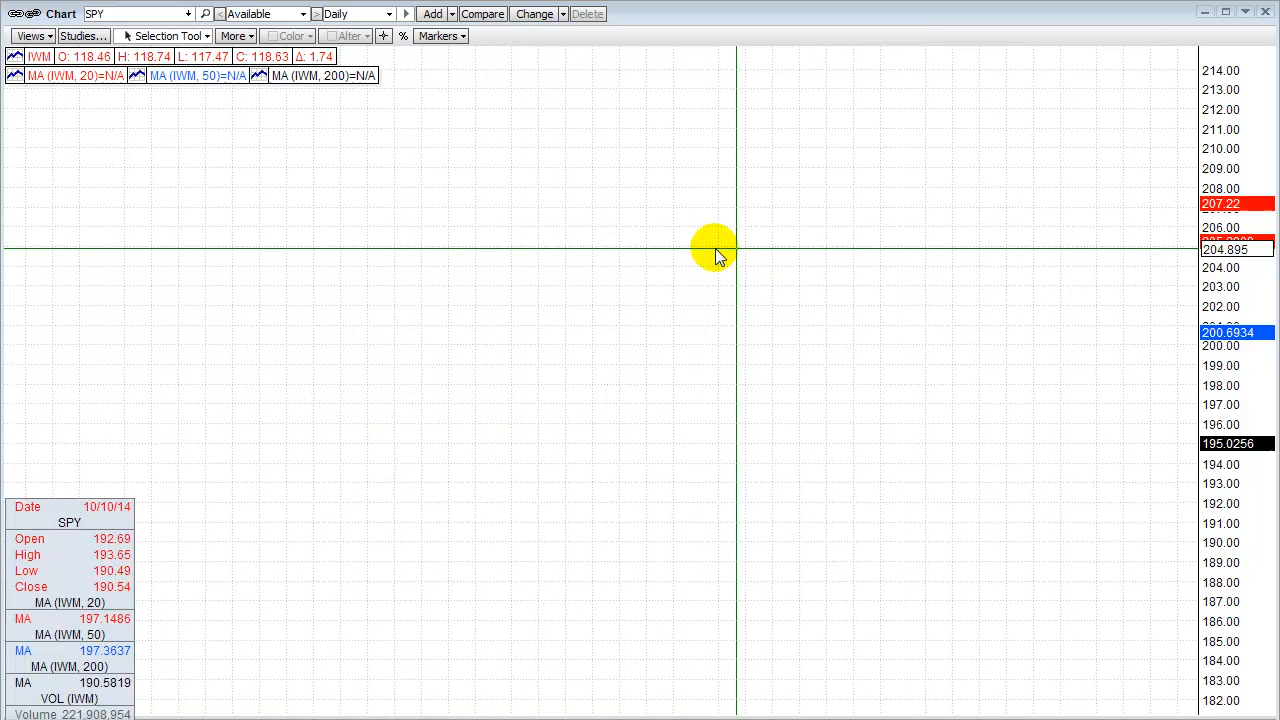 Chart SPY Available Daily Add Compare Change Delete
Views Studies... Selection Tool More Color Alter % Markers
IWM O: 118.46 H: 118.74 L: 117.47 C: 118.63 Δ: 1.74
MA (IWM, 20)=N/A MA (IWM, 50)=N/A MA (IWM, 200)=N/A
214.00
213.00
212.00
211.00
210.00
209.00
208.00
207.22
206.00
204.895
204.00
203.00
202.00
200.6934
200.00
199.00
198.00
197.00
196.00
195.0256
194.00
193.00
192.00
191.00
190.00
189.00
188.00
187.00
186.00
185.00
184.00
183.00
182.00
Date 10/10/14
SPY
Open 192.69
High 193.65
Low 190.49
Close 190.54
MA (IWM, 20)
MA 197.1486
MA (IWM, 50)
MA 197.3637
MA (IWM, 200)
MA 190.5819
VOL (IWM)
Volume 221,908,954